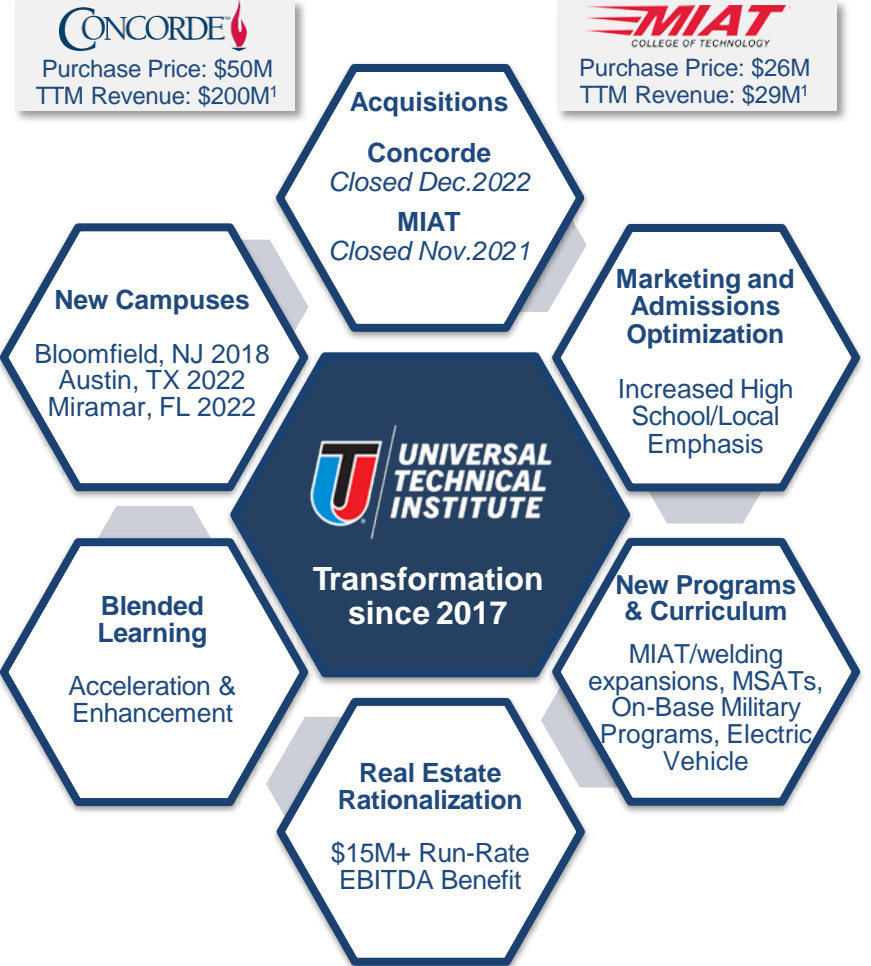 CONCORDE
Purchase Price: $50M
TTM Revenue: $200M¹
MIAT
COLLEGE OF TECHNOLOGY
Purchase Price: $26M
TTM Revenue: $29M¹
Acquisitions
Concorde
Closed Dec.2022
MIAT
Closed Nov.2021
New Campuses
Bloomfield, NJ 2018
Austin, TX 2022
Miramar, FL 2022
Marketing and
Admissions
Optimization
Increased High
School/Local
Emphasis
UNIVERSAL
TECHNICAL
INSTITUTE
Transformation
since 2017
Blended
Learning
Acceleration &
Enhancement
New Programs
& Curriculum
MIAT/welding
expansions, MSATs,
On-Base Military
Programs, Electric
Vehicle
Real Estate
Rationalization
$15M+ Run-Rate
EBITDA Benefit